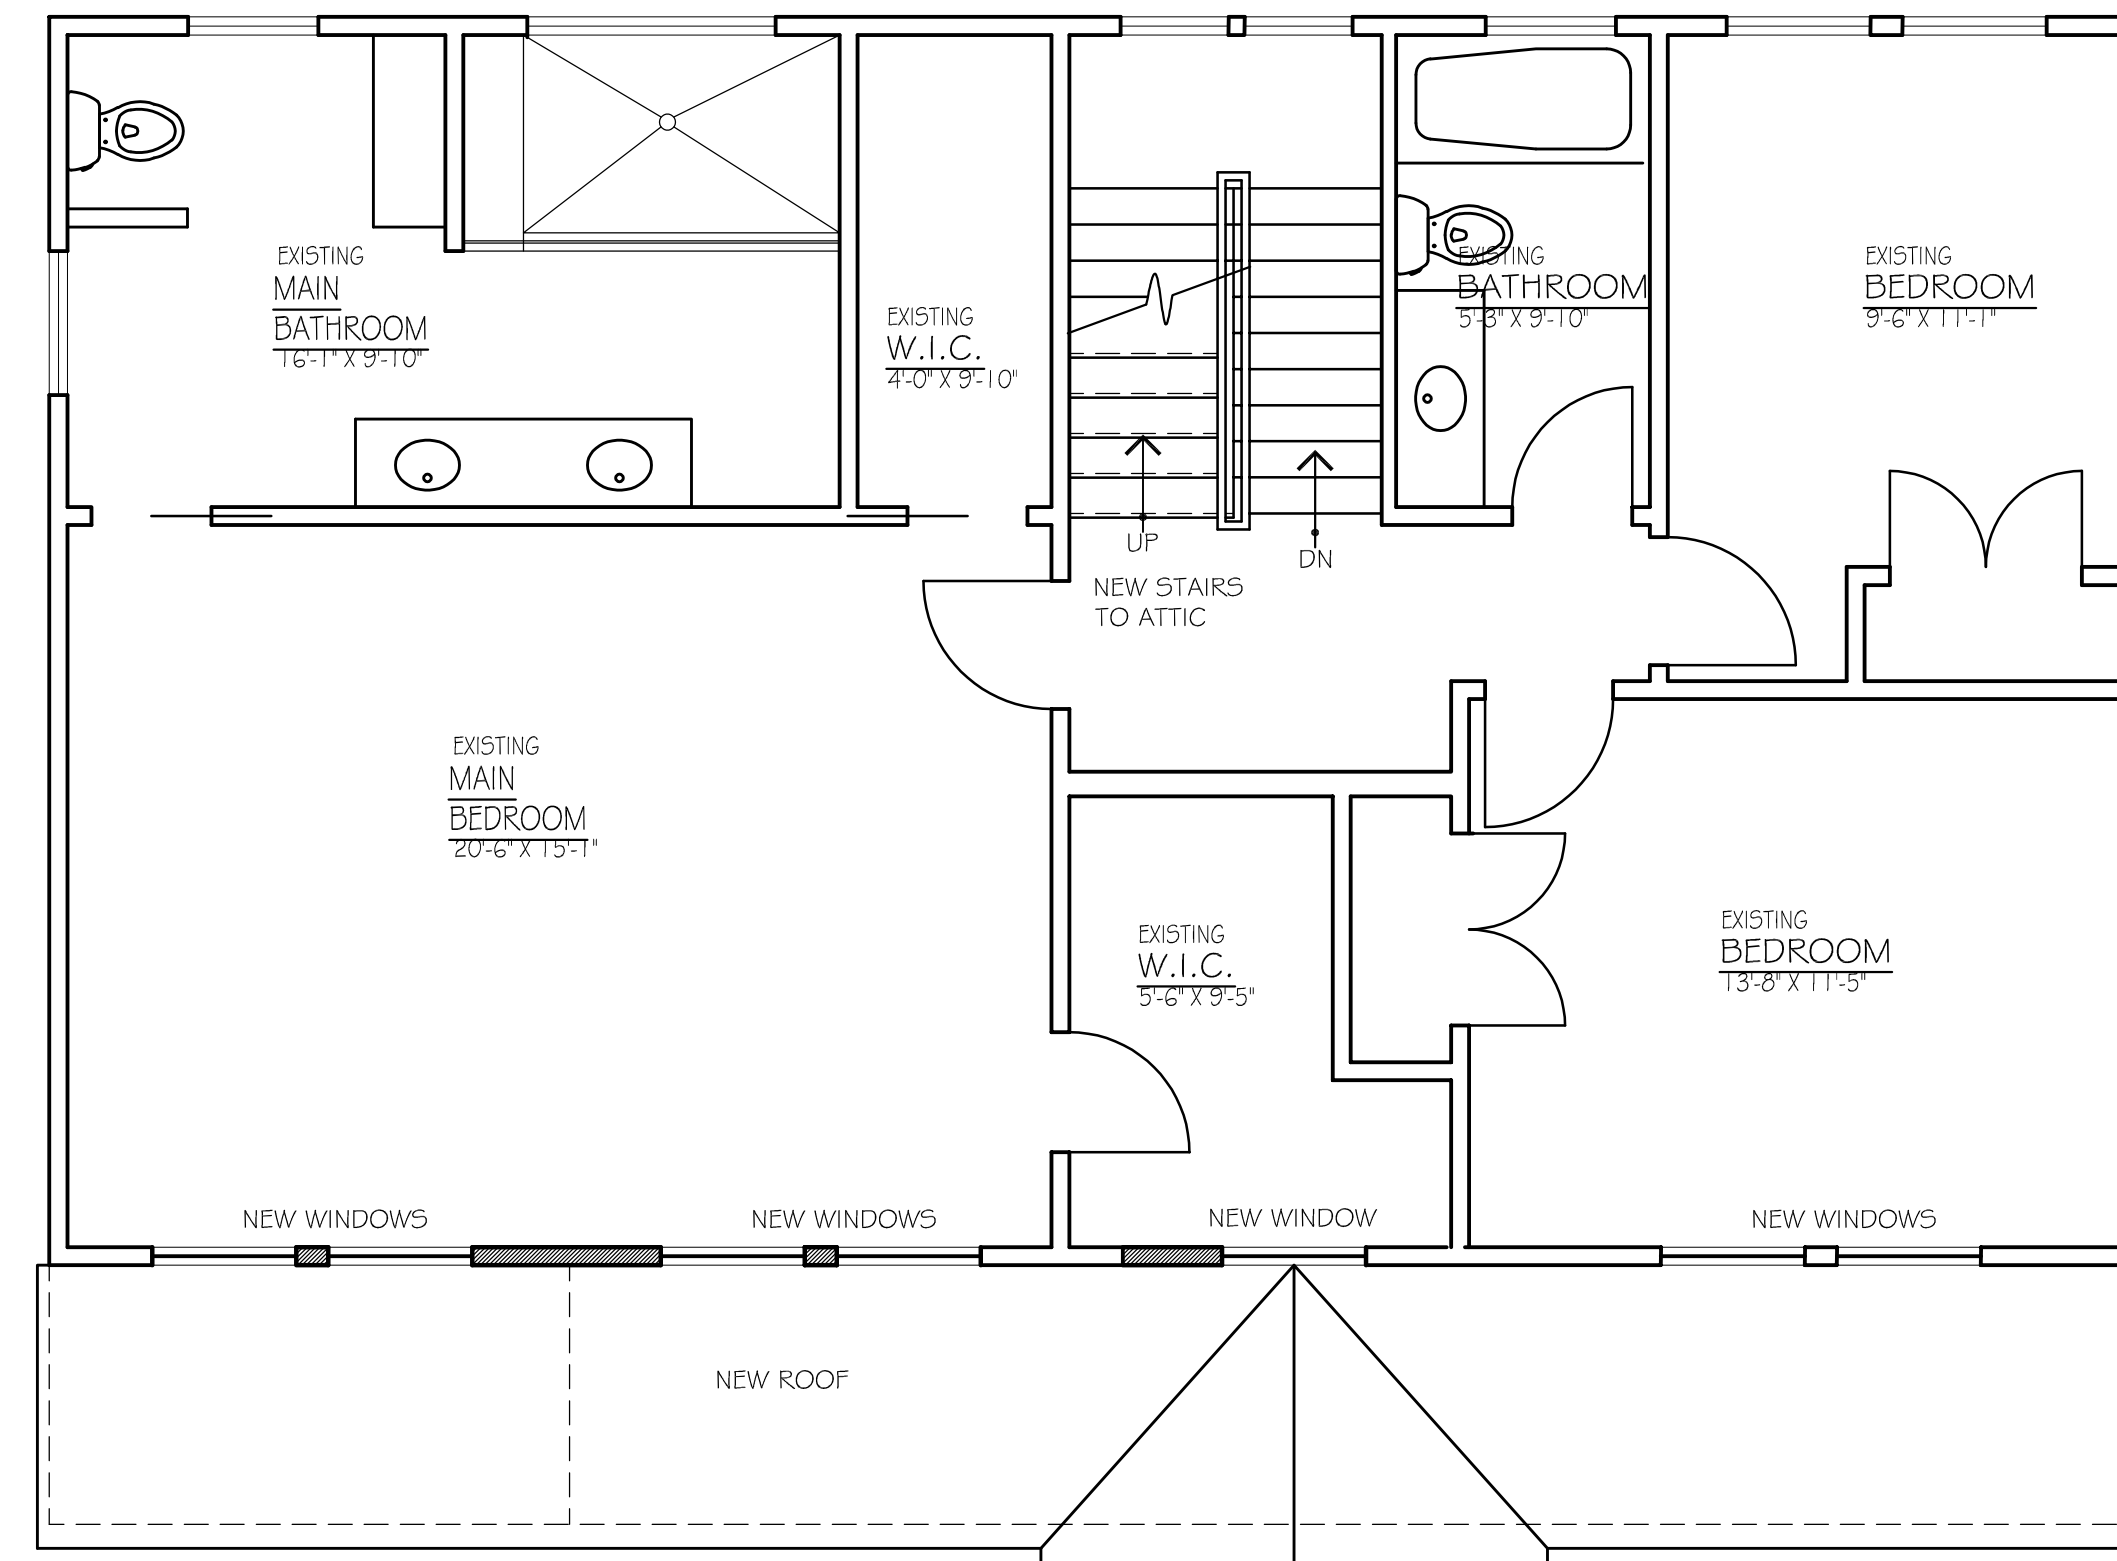 EXISTING
MAIN
BATHROOM
16'-1" X 9'-10"
EXISTING
W.I.C.
4'-0" X 9'-10"
EXISTING
BATHROOM
5'-3" X 9'-10"
EXISTING
BEDROOM
9'-6" X 11'-1"
UP
DN
NEW STAIRS
TO ATTIC
EXISTING
MAIN
BEDROOM
20'-6" X 15'-1"
EXISTING
W.I.C.
5'-6" X 9'-5"
EXISTING
BEDROOM
13'-8" X 11'-5"
NEW WINDOWS
NEW WINDOWS
NEW WINDOW
NEW WINDOWS
NEW ROOF